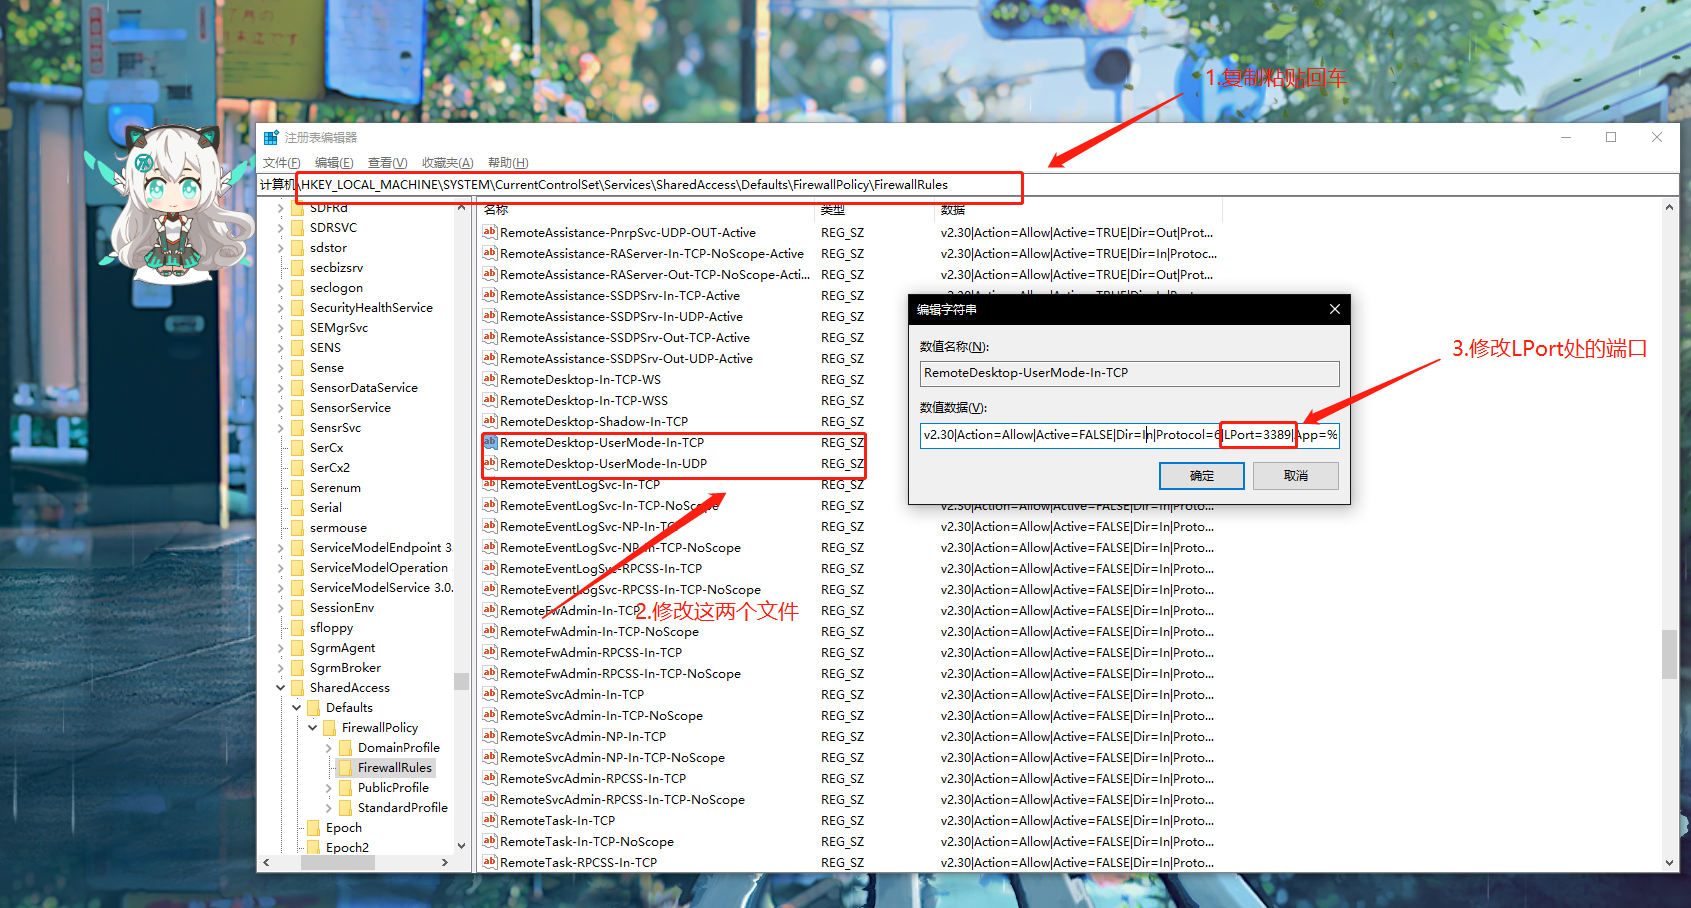 1.复制粘贴回车
注册表编辑器
文件(F) 编辑(E) 查看(V) 收藏夹(A) 帮助(H)
计算机\HKEY_LOCAL_MACHINE\SYSTEM\CurrentControlSet\Services\SharedAccess\Defaults\FirewallPolicy\FirewallRules
SDFRd
SDRSVC
sdstor
secbizsrv
seclogon
SecurityHealthService
SEMgrSvc
SENS
Sense
SensorDataService
SensorService
SensrSvc
SerCx
SerCx2
Serenum
Serial
sermouse
ServiceModelEndpoint 3.
ServiceModelOperation
ServiceModelService 3.0.
SessionEnv
sfloppy
SgrmAgent
SgrmBroker
SharedAccess
Defaults
FirewallPolicy
DomainProfile
FirewallRules
PublicProfile
StandardProfile
Epoch
Epoch2
名称 类型 数据
RemoteAssistance-PnrpSvc-UDP-OUT-Active REG_SZ v2.30|Action=Allow|Active=TRUE|Dir=Out|Prot...
RemoteAssistance-RAServer-In-TCP-NoScope-Active REG_SZ v2.30|Action=Allow|Active=TRUE|Dir=In|Protoc...
RemoteAssistance-RAServer-Out-TCP-NoScope-Acti... REG_SZ v2.30|Action=Allow|Active=TRUE|Dir=Out|Prot...
RemoteAssistance-SSDPSrv-In-TCP-Active REG_SZ
RemoteAssistance-SSDPSrv-In-UDP-Active REG_SZ
RemoteAssistance-SSDPSrv-Out-TCP-Active REG_SZ
RemoteAssistance-SSDPSrv-Out-UDP-Active REG_SZ
RemoteDesktop-In-TCP-WS REG_SZ
RemoteDesktop-In-TCP-WSS REG_SZ
RemoteDesktop-Shadow-In-TCP REG_SZ
RemoteDesktop-UserMode-In-TCP REG_SZ
RemoteDesktop-UserMode-In-UDP REG_SZ
RemoteEventLogSvc-In-TCP REG_SZ
RemoteEventLogSvc-In-TCP-NoScope REG_SZ v2.30|Action=Allow|Active=FALSE|Dir=In|Proto...
RemoteEventLogSvc-NP-In-TCP REG_SZ v2.30|Action=Allow|Active=FALSE|Dir=In|Proto...
RemoteEventLogSvc-NP-In-TCP-NoScope REG_SZ v2.30|Action=Allow|Active=FALSE|Dir=In|Proto...
RemoteEventLogSvc-RPCSS-In-TCP REG_SZ v2.30|Action=Allow|Active=FALSE|Dir=In|Proto...
RemoteEventLogSvc-RPCSS-In-TCP-NoScope REG_SZ v2.30|Action=Allow|Active=FALSE|Dir=In|Proto...
RemoteFwAdmin-In-TCP REG_SZ v2.30|Action=Allow|Active=FALSE|Dir=In|Proto...
RemoteFwAdmin-In-TCP-NoScope REG_SZ v2.30|Action=Allow|Active=FALSE|Dir=In|Proto...
RemoteFwAdmin-RPCSS-In-TCP REG_SZ v2.30|Action=Allow|Active=FALSE|Dir=In|Proto...
RemoteFwAdmin-RPCSS-In-TCP-NoScope REG_SZ v2.30|Action=Allow|Active=FALSE|Dir=In|Proto...
RemoteSvcAdmin-In-TCP REG_SZ v2.30|Action=Allow|Active=FALSE|Dir=In|Proto...
RemoteSvcAdmin-In-TCP-NoScope REG_SZ v2.30|Action=Allow|Active=FALSE|Dir=In|Proto...
RemoteSvcAdmin-NP-In-TCP REG_SZ v2.30|Action=Allow|Active=FALSE|Dir=In|Proto...
RemoteSvcAdmin-NP-In-TCP-NoScope REG_SZ v2.30|Action=Allow|Active=FALSE|Dir=In|Proto...
RemoteSvcAdmin-RPCSS-In-TCP REG_SZ v2.30|Action=Allow|Active=FALSE|Dir=In|Proto...
RemoteSvcAdmin-RPCSS-In-TCP-NoScope REG_SZ v2.30|Action=Allow|Active=FALSE|Dir=In|Proto...
RemoteTask-In-TCP REG_SZ v2.30|Action=Allow|Active=FALSE|Dir=In|Proto...
RemoteTask-In-TCP-NoScope REG_SZ v2.30|Action=Allow|Active=FALSE|Dir=In|Proto...
RemoteTask-RPCSS-In-TCP REG_SZ v2.30|Action=Allow|Active=FALSE|Dir=In|Proto...
2.修改这两个文件
编辑字符串
数值名称(N):
RemoteDesktop-UserMode-In-TCP
数值数据(V):
v2.30|Action=Allow|Active=FALSE|Dir=In|Protocol=6|LPort=3389|App=%
确定 取消
3.修改LPort处的端口